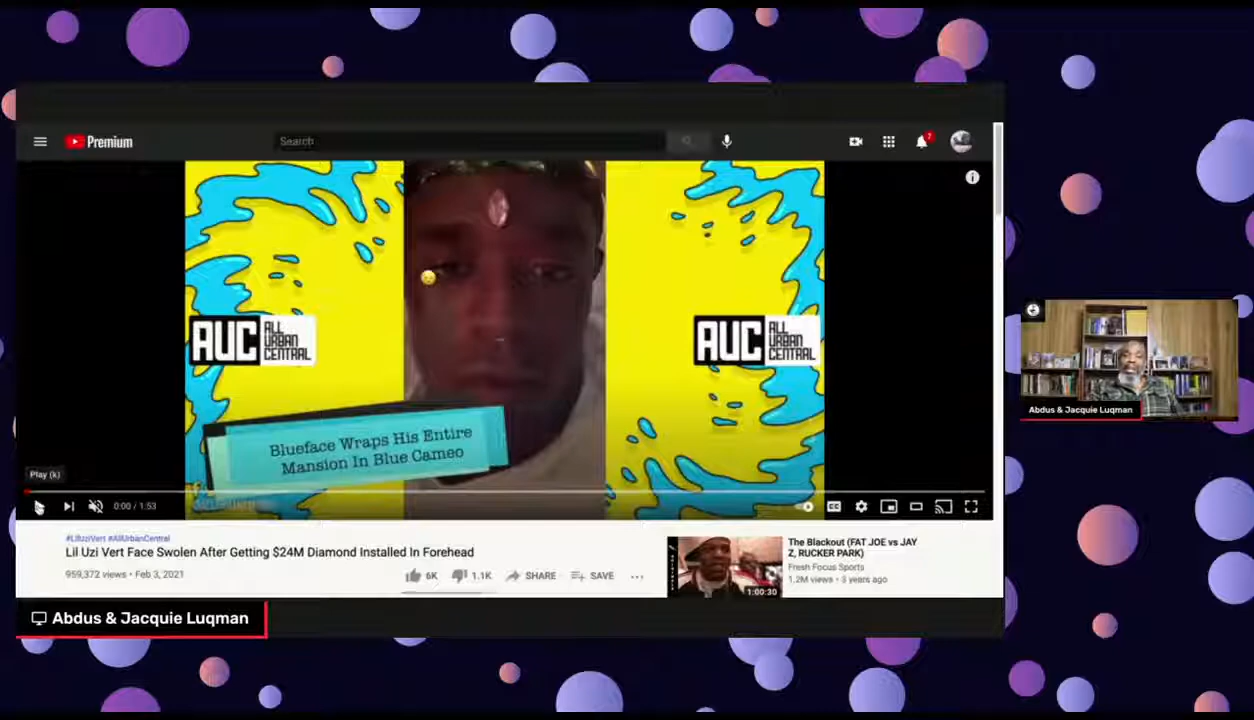 Premium
Search
7
AUC ALL
URBAN
CENTRAL
AUC ALL
URBAN
CENTRAL
Blueface Wraps His Entire
Mansion In Blue Cameo
Play (k)
0:00 / 1:53
CC
#LilUziVert #AllUrbanCentral
Lil Uzi Vert Face Swolen After Getting $24M Diamond Installed In Forehead
959,372 views • Feb 3, 2021
6K
1.1K
SHARE
SAVE
The Blackout (FAT JOE vs JAY
Z, RUCKER PARK)
Fresh Focus Sports
1.2M views • 3 years ago
1:00:30
Abdus & Jacquie Luqman
Abdus & Jacquie Luqman